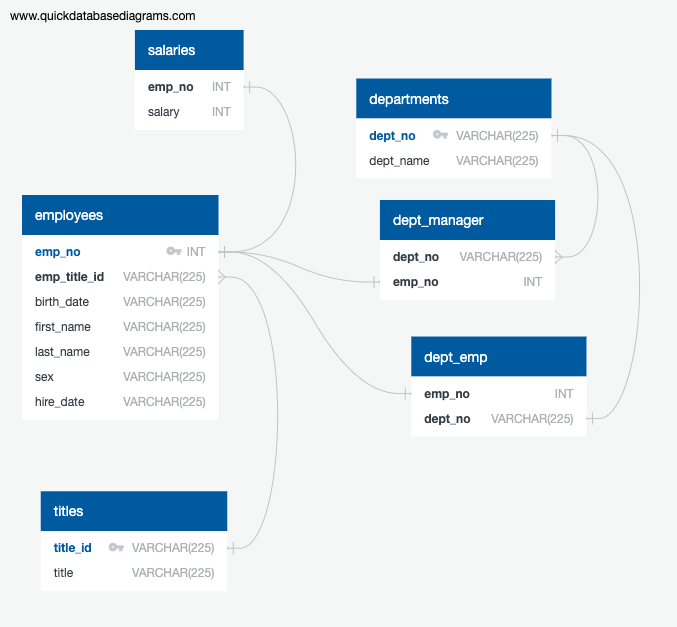 www.quickdatabasediagrams.com
salaries
emp_no INT
salary INT
departments
dept_no VARCHAR(225)
dept_name VARCHAR(225)
employees
emp_no INT
emp_title_id VARCHAR(225)
birth_date VARCHAR(225)
first_name VARCHAR(225)
last_name VARCHAR(225)
sex VARCHAR(225)
hire_date VARCHAR(225)
dept_manager
dept_no VARCHAR(225)
emp_no INT
dept_emp
emp_no INT
dept_no VARCHAR(225)
titles
title_id VARCHAR(225)
title VARCHAR(225)